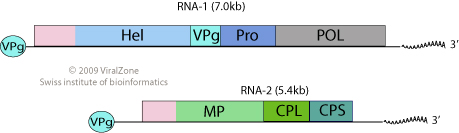 RNA-1 (7.0kb)
Hel VPg Pro POL
VPg 3’
© 2009 ViralZone
Swiss institute of bioinformatics
RNA-2 (5.4kb)
MP CPL CPS
VPg 3’